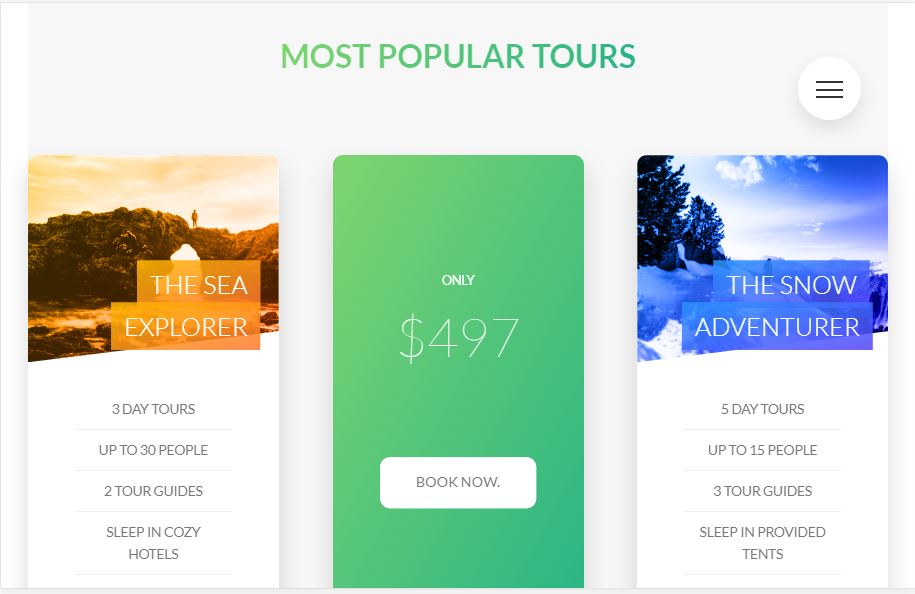 MOST POPULAR TOURS
THE SEA
EXPLORER
3 DAY TOURS
UP TO 30 PEOPLE
2 TOUR GUIDES
SLEEP IN COZY
HOTELS
ONLY
$497
BOOK NOW.
THE SNOW
ADVENTURER
5 DAY TOURS
UP TO 15 PEOPLE
3 TOUR GUIDES
SLEEP IN PROVIDED
TENTS